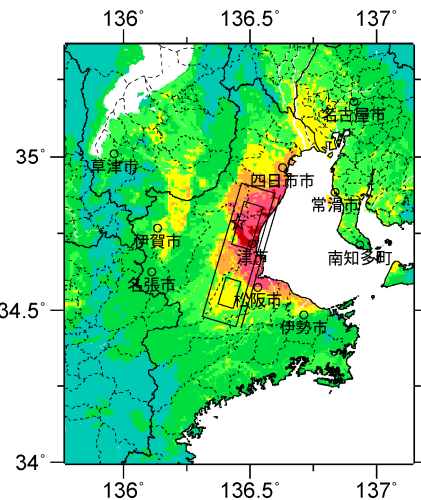 136° 136.5° 137°
名古屋市
35°
草津市
四日市市
常滑市
伊賀市
津市
南知多町
名張市
松阪市
34.5°
伊勢市
34°
136° 136.5° 137°